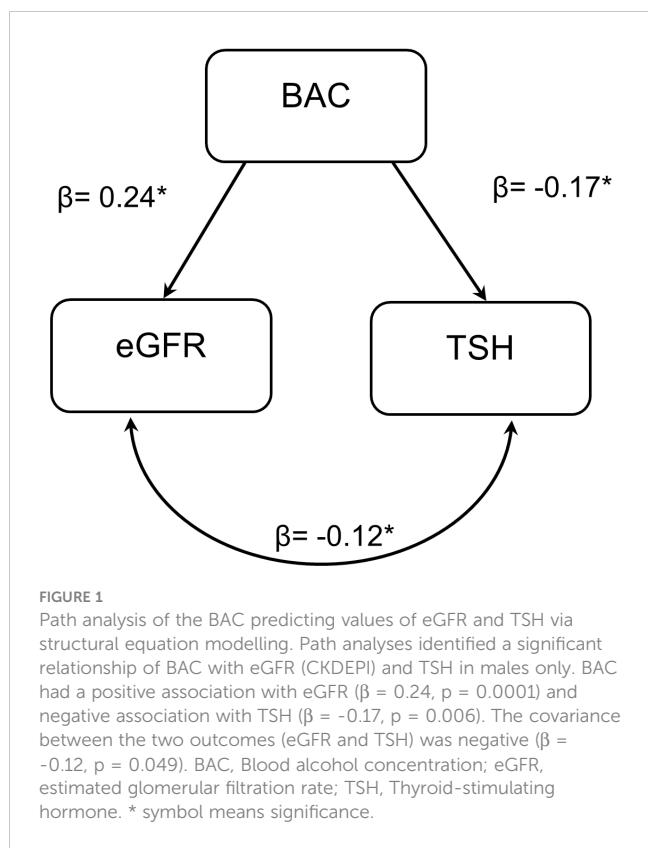 BAC
β= 0.24*
β= -0.17*
eGFR
TSH
β= -0.12*
FIGURE 1
Path analysis of the BAC predicting values of eGFR and TSH via
structural equation modelling. Path analyses identified a significant
relationship of BAC with eGFR (CKDEPI) and TSH in males only. BAC
had a positive association with eGFR (β = 0.24, p = 0.0001) and
negative association with TSH (β = -0.17, p = 0.006). The covariance
between the two outcomes (eGFR and TSH) was negative (β =
-0.12, p = 0.049). BAC, Blood alcohol concentration; eGFR,
estimated glomerular filtration rate; TSH, Thyroid-stimulating
hormone. * symbol means significance.